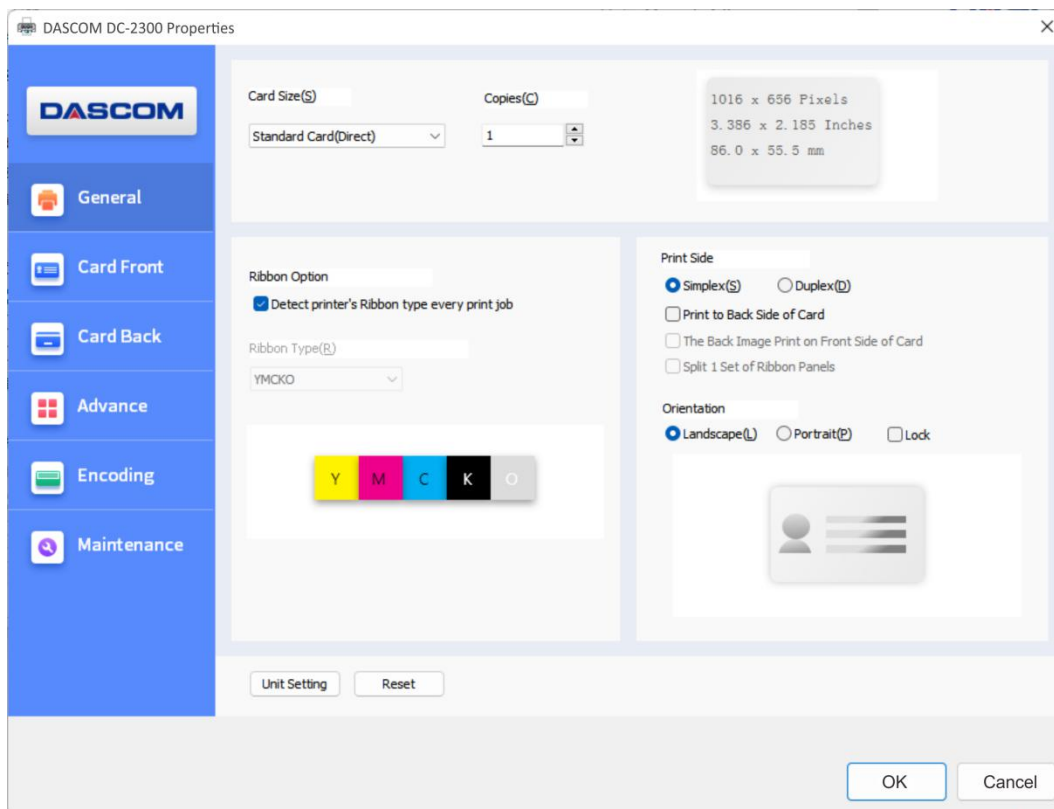 DASCOM DC-2300 Properties
DASCOM
General
Card Front
Card Back
Advance
Encoding
Maintenance
Card Size(S)
Copies(C)
Standard Card(Direct)
1
1016 x 656 Pixels
3.386 x 2.185 Inches
86.0 x 55.5 mm
Ribbon Option
Detect printer's Ribbon type every print job
Ribbon Type(R)
YMCKO
Y M C K O
Print Side
Simplex(S) Duplex(D)
Print to Back Side of Card
The Back Image Print on Front Side of Card
Split 1 Set of Ribbon Panels
Orientation
Landscape(L) Portrait(P) Lock
Unit Setting Reset
OK Cancel